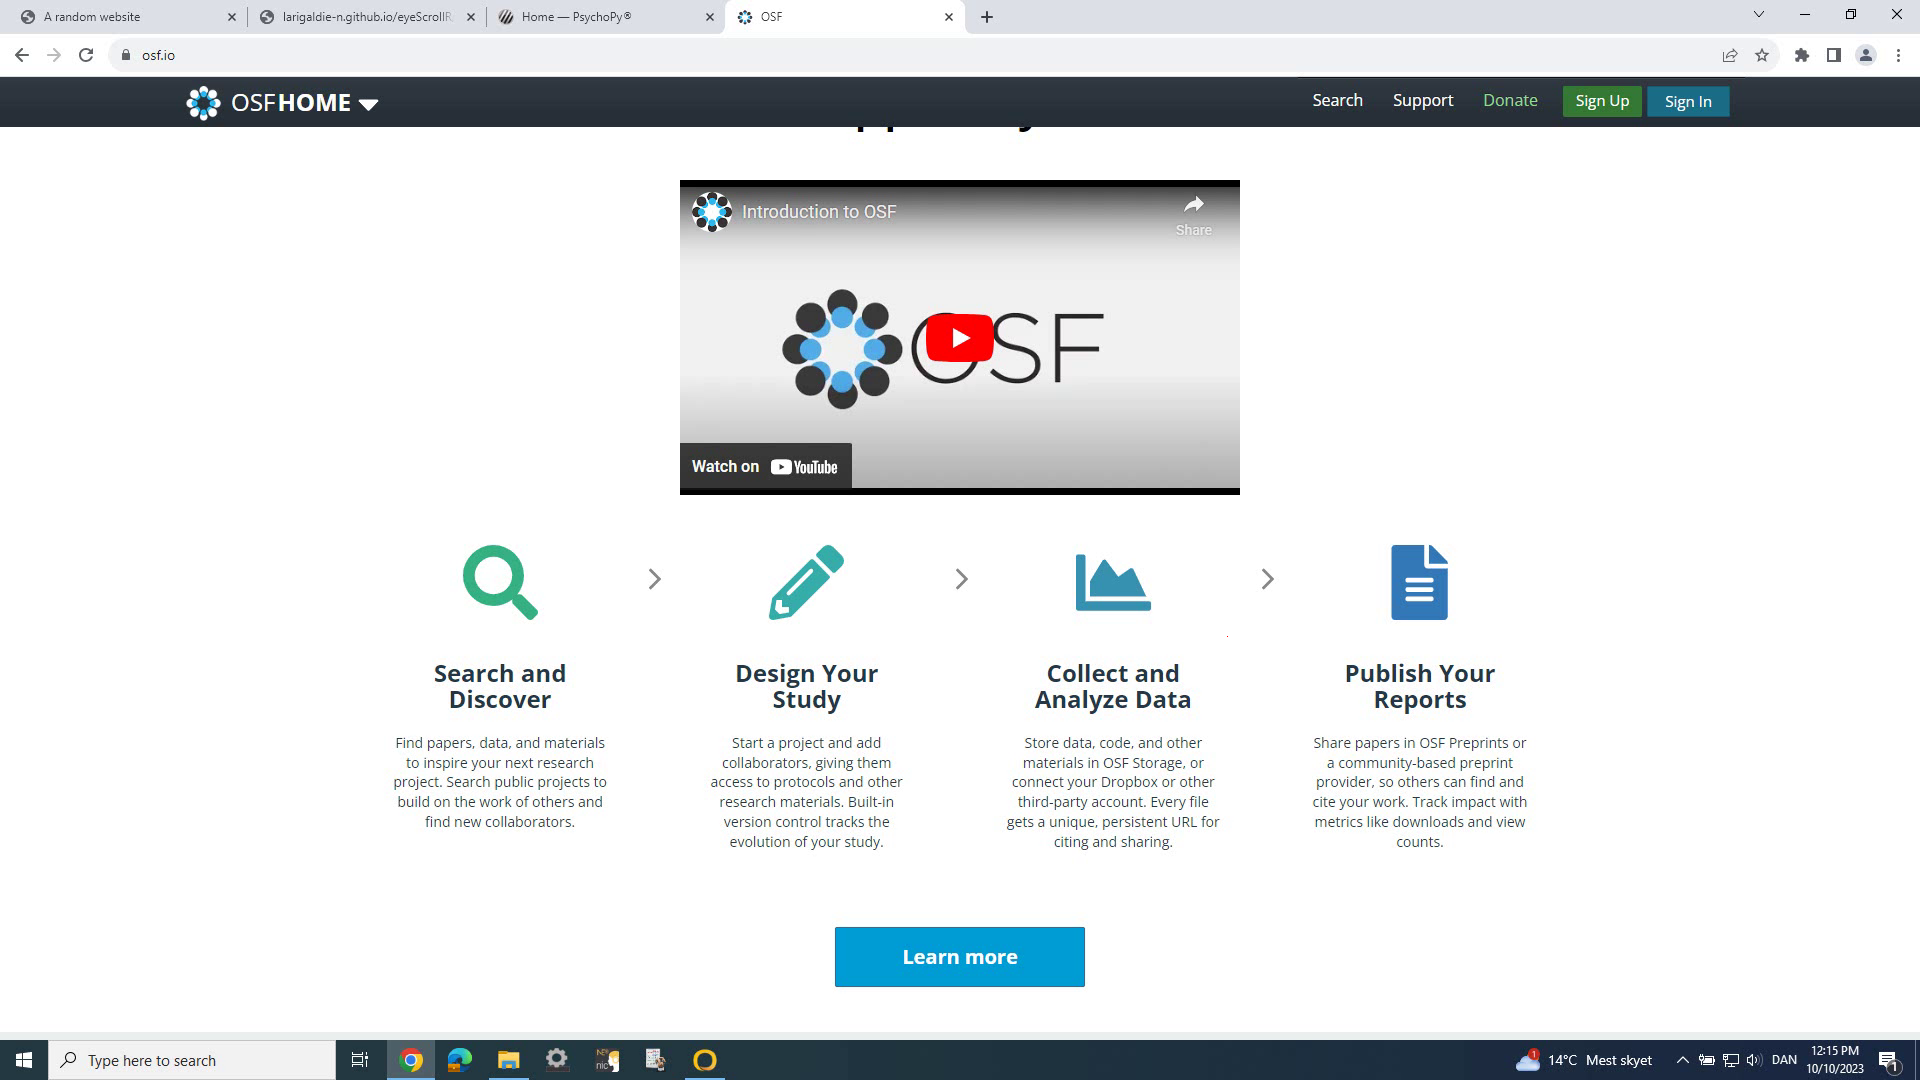 A random website
larigaldie-n.github.io/eyeScrollR
Home — PsychoPy®
OSF
osf.io
OSFHOME
Search
Support
Donate
Sign Up
Sign In
Introduction to OSF
Share
OSF
Watch on YouTube
Search and
Discover
Find papers, data, and materials
to inspire your next research
project. Search public projects to
build on the work of others and
find new collaborators.
Design Your
Study
Start a project and add
collaborators, giving them
access to protocols and other
research materials. Built-in
version control tracks the
evolution of your study.
Collect and
Analyze Data
Store data, code, and other
materials in OSF Storage, or
connect your Dropbox or other
third-party account. Every file
gets a unique, persistent URL for
citing and sharing.
Publish Your
Reports
Share papers in OSF Preprints or
a community-based preprint
provider, so others can find and
cite your work. Track impact with
metrics like downloads and view
counts.
Learn more
Type here to search
1
14°C Mest skyet
DAN
12:15 PM
10/10/2023
1